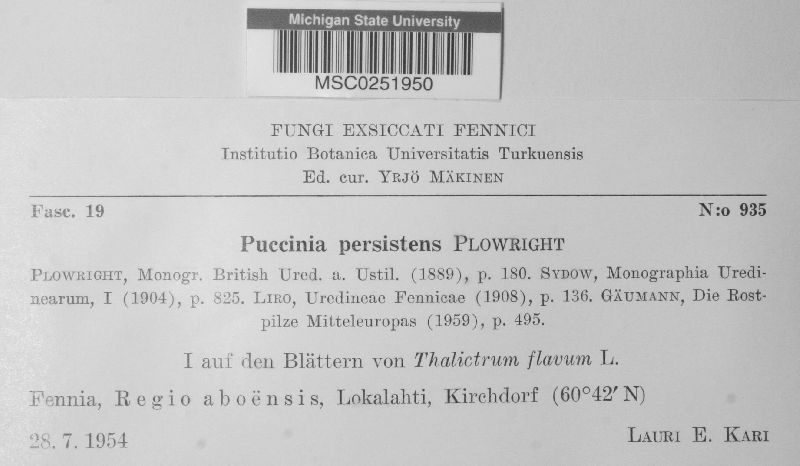 Michigan State University
MSC0251950
FUNGI EXSICCATI FENNICI
Institutio Botanica Universitatis Turkuensis
Ed. cur. YRJÖ MÄKINEN
Fasc. 19 N:o 935
Puccinia persistens PLOWRIGHT
PLOWRIGHT, Monogr. British Ured. a. Ustil. (1889), p. 180. SYDOW, Monographia Uredi-
nearum, I (1904), p. 825. LIRO, Uredineae Fennicae (1908), p. 136. GÄUMANN, Die Rost-
pilze Mitteleuropas (1959), p. 495.
I auf den Blättern von Thalictrum flavum L.
Fennia, Regio aboënsis, Lokalahti, Kirchdorf (60°42′ N)
28. 7. 1954 LAURI E. KARI